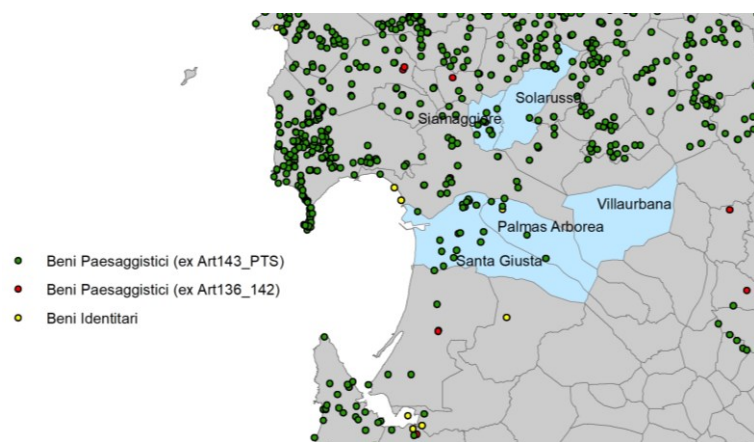 Solarussa
Siamaggiore
Villaurbana
Palmas Arborea
Santa Giusta
Beni Paesaggistici (ex Art143_PTS)
Beni Paesaggistici (ex Art136_142)
Beni Identitari